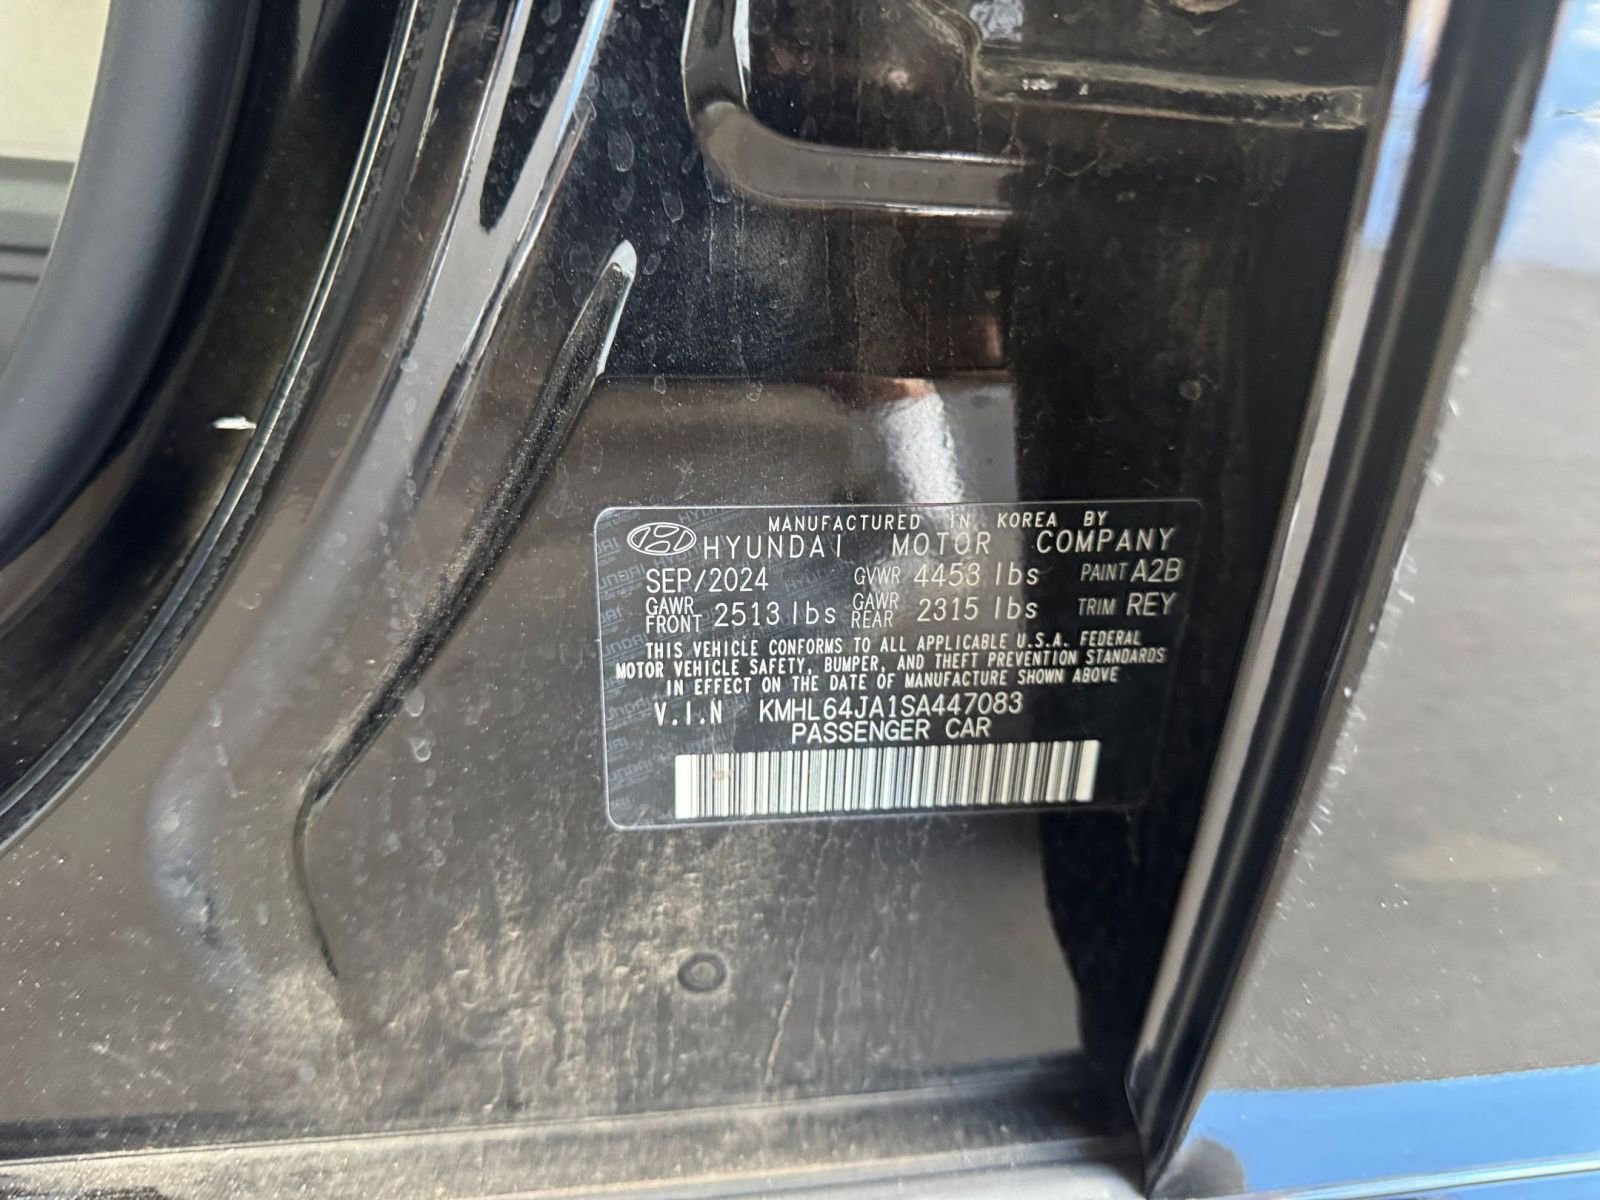 MANUFACTURED IN KOREA BY
HYUNDAI MOTOR COMPANY
SEP/2024 GVWR 4453 lbs PAINT A2B
GAWR FRONT 2513 lbs GAWR REAR 2315 lbs TRIM REY
THIS VEHICLE CONFORMS TO ALL APPLICABLE U.S.A. FEDERAL
MOTOR VEHICLE SAFETY, BUMPER, AND THEFT PREVENTION STANDARDS
IN EFFECT ON THE DATE OF MANUFACTURE SHOWN ABOVE
V.I.N KMHL64JA1SA447083
PASSENGER CAR